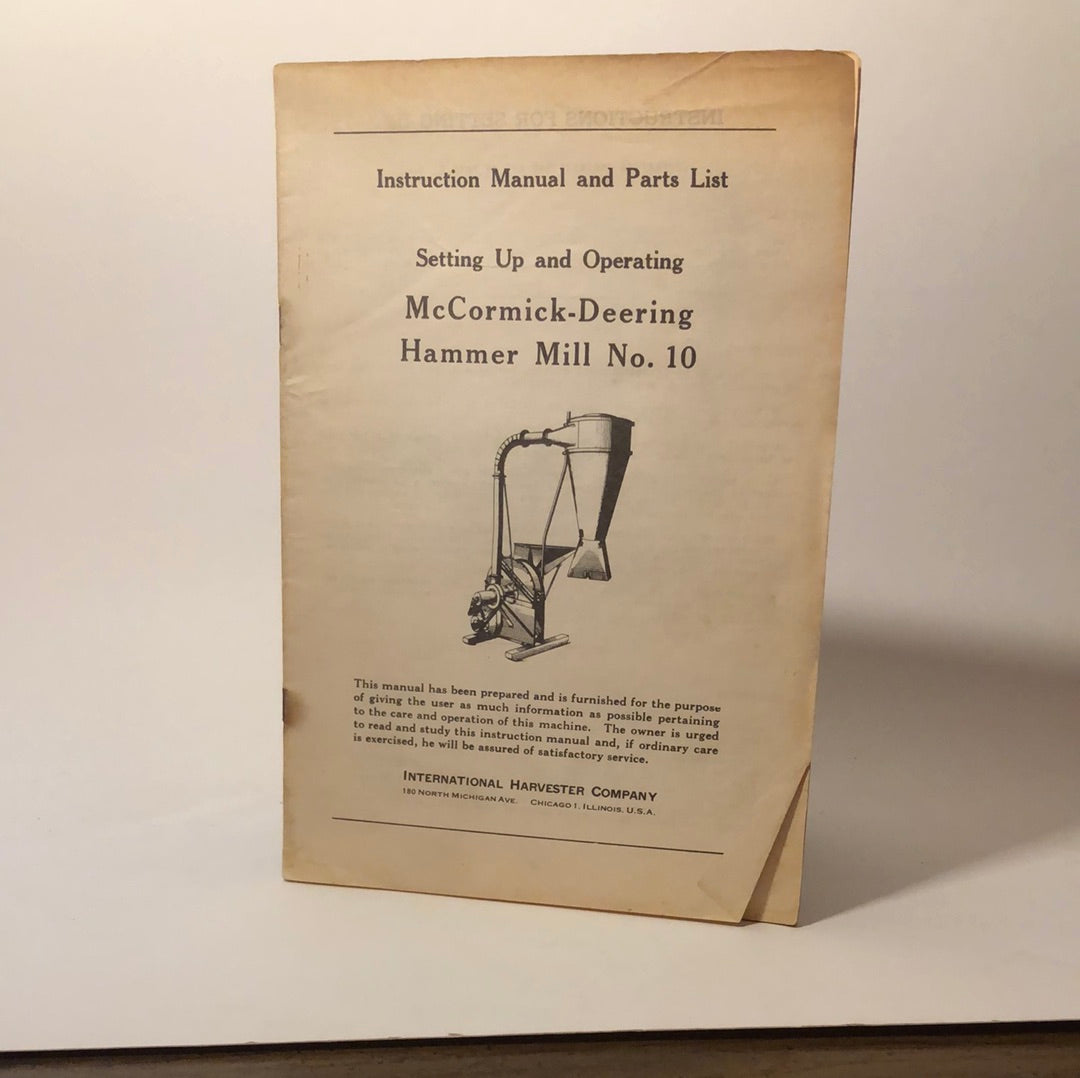 Instruction Manual and Parts List
Setting Up and Operating
McCormick-Deering
Hammer Mill No. 10
This manual has been prepared and is furnished for the purpose
of giving the user as much information as possible pertaining
to the care and operation of this machine. The owner is urged
to read and study this instruction manual and, if ordinary care
is exercised, he will be assured of satisfactory service.
INTERNATIONAL HARVESTER COMPANY
180 NORTH MICHIGAN AVE. CHICAGO 1, ILLINOIS, U.S.A.